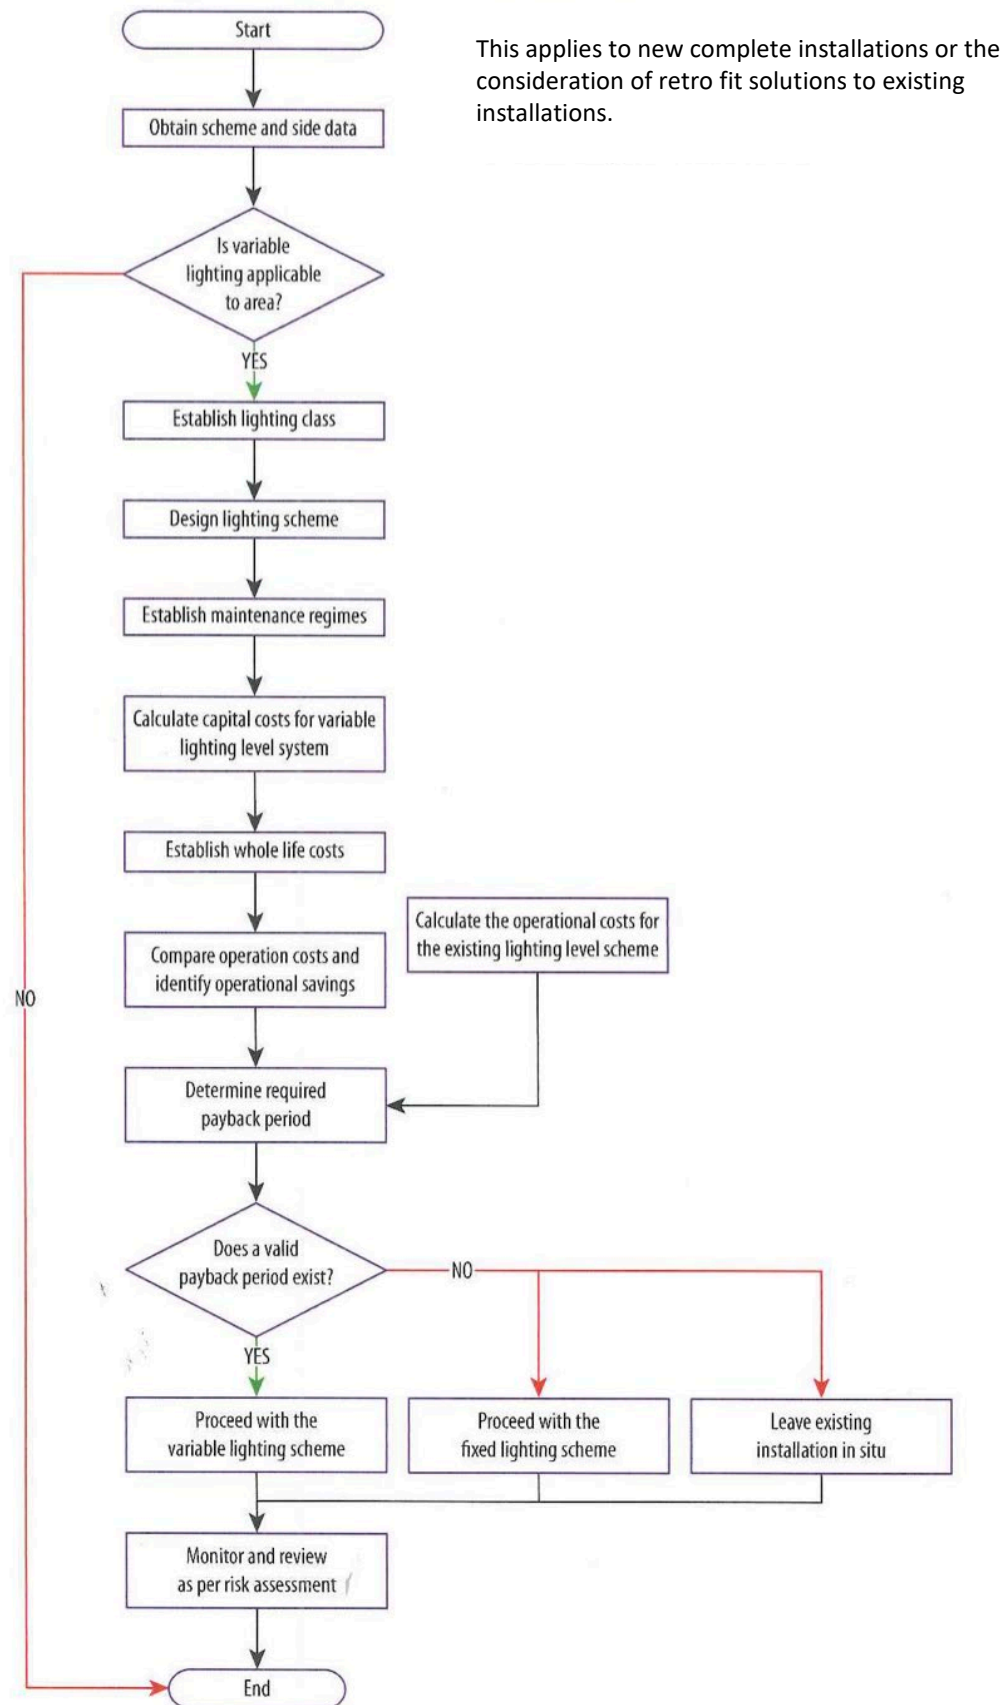 Start
This applies to new complete installations or the
consideration of retro fit solutions to existing
installations.
Obtain scheme and side data
Is variable
lighting applicable
to area?
YES
Establish lighting class
Design lighting scheme
Establish maintenance regimes
Calculate capital costs for variable
lighting level system
Establish whole life costs
Calculate the operational costs for
the existing lighting level scheme
Compare operation costs and
identify operational savings
NO
Determine required
payback period
Does a valid
payback period exist?
NO
YES
Proceed with the
variable lighting scheme
Proceed with the
fixed lighting scheme
Leave existing
installation in situ
Monitor and review
as per risk assessment
End